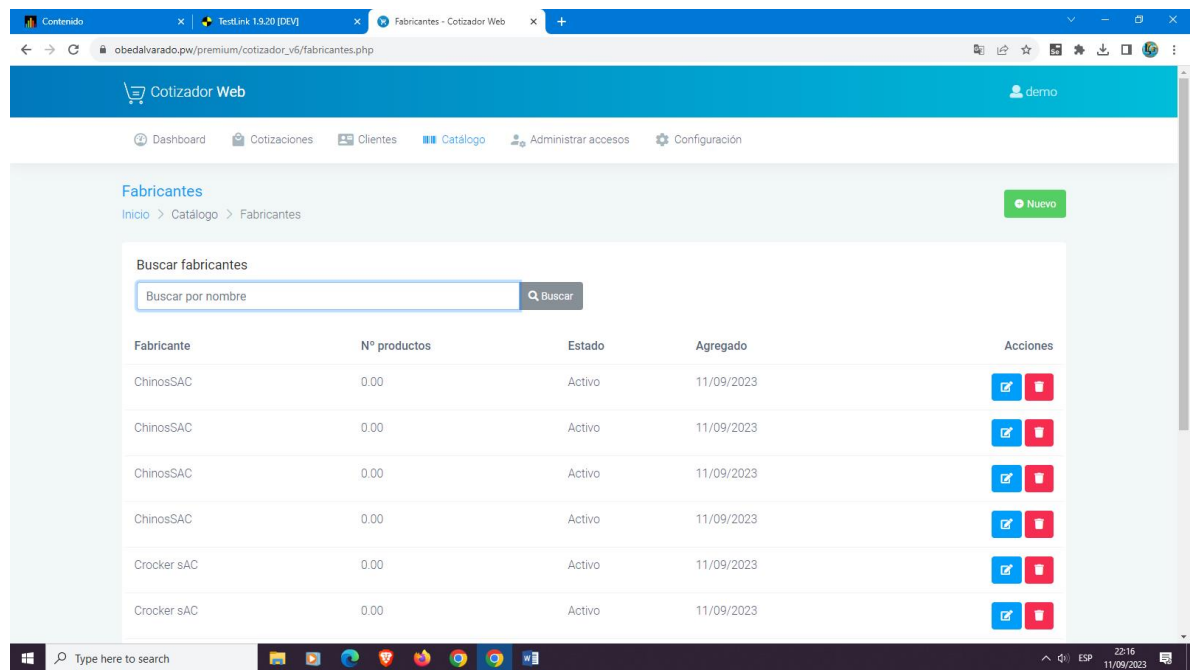 Contenido
TestLink 1.9.20 [DEV]
Fabricantes - Cotizador Web
obedalvarado.pw/premium/cotizador_v6/fabricantes.php
Se
Cotizador Web
demo
Dashboard Cotizaciones Clientes Catálogo Administrar accesos Configuración
Fabricantes
Inicio > Catálogo > Fabricantes
Nuevo
Buscar fabricantes
Buscar por nombre
Buscar
Fabricante Nº productos Estado Agregado Acciones
ChinosSAC 0.00 Activo 11/09/2023
ChinosSAC 0.00 Activo 11/09/2023
ChinosSAC 0.00 Activo 11/09/2023
ChinosSAC 0.00 Activo 11/09/2023
Crocker sAC 0.00 Activo 11/09/2023
Crocker sAC 0.00 Activo 11/09/2023
Type here to search
ESP
22:16
11/09/2023